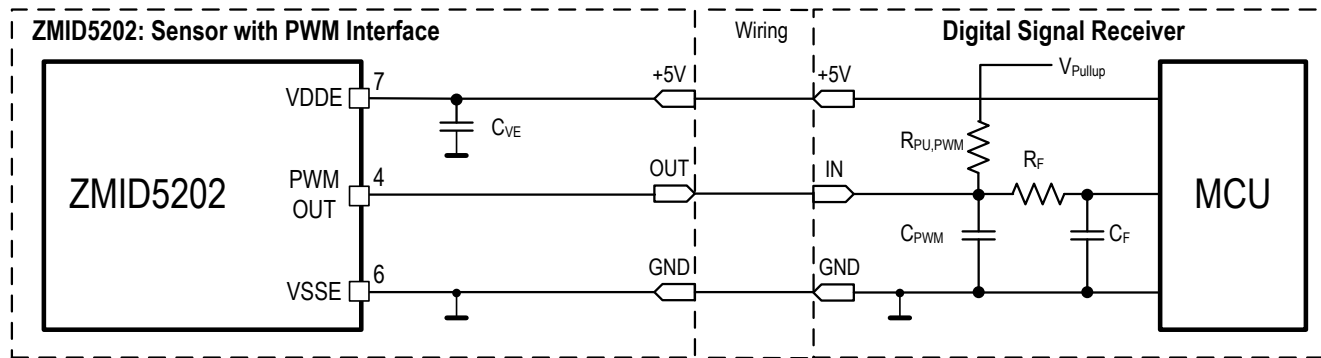 ZMID5202: Sensor with PWM Interface
Wiring
Digital Signal Receiver
7
+5V
+5V
VPullup
VDDE
CVE
RPU,PWM
RF
ZMID5202
PWM
OUT
4
OUT
IN
MCU
CPWM
CF
6
VSSE
GND
GND